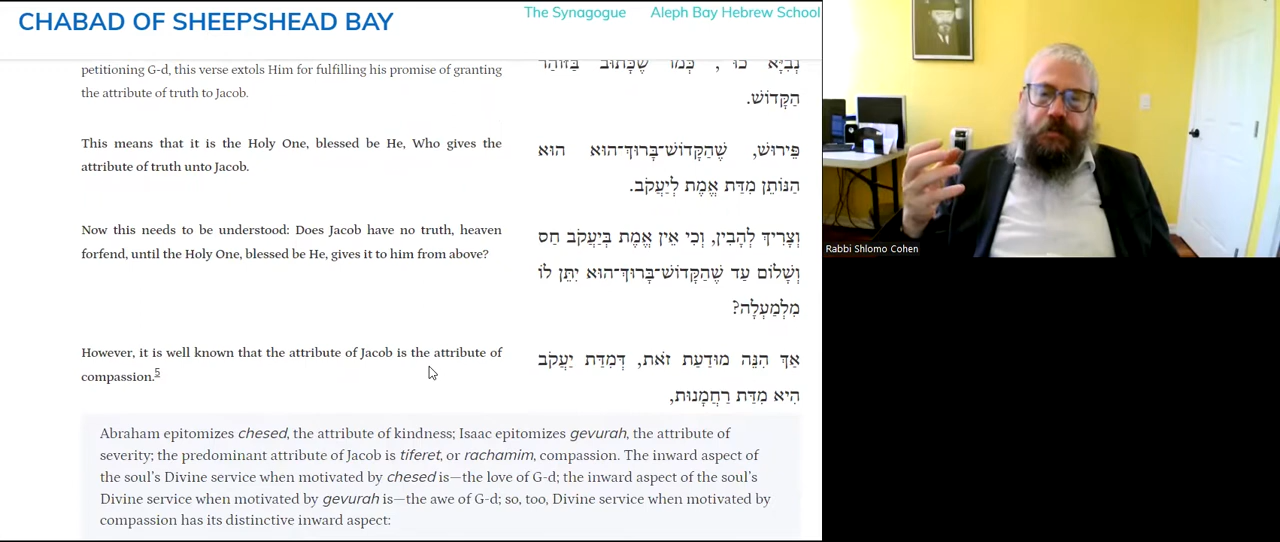 CHABAD OF SHEEPSHEAD BAY
The Synagogue Aleph Bay Hebrew School
petitioning G-d, this verse extols Him for fulfilling his promise of granting
the attribute of truth to Jacob.
נְבִיָּא כוּ', כְּמוֹ שֶׁכָּתוּב בַּזּוֹהַר
הַקָּדוֹשׁ.
This means that it is the Holy One, blessed be He, Who gives the
attribute of truth unto Jacob.
פֵּירוּשׁ, שֶׁהַקָּדוֹשׁ־בָּרוּךְ־הוּא הוּא
הַנּוֹתֵן מִדַּת אֱמֶת לְיַעֲקֹב.
Now this needs to be understood: Does Jacob have no truth, heaven
forfend, until the Holy One, blessed be He, gives it to him from above?
וְצָרִיךְ לְהָבִין, וְכִי אֵין אֱמֶת בְּיַעֲקֹב חַס
וְשָׁלוֹם עַד שֶׁהַקָּדוֹשׁ־בָּרוּךְ־הוּא יִתֵּן לוֹ
מִלְמַעְלָה?
However, it is well known that the attribute of Jacob is the attribute of
compassion.5
אַךְ הִנֵּה מוּדַעַת זֹאת, דְּמִדַּת יַעֲקֹב
הִיא מִדַּת רַחֲמָנוּת,
Abraham epitomizes chesed, the attribute of kindness; Isaac epitomizes gevurah, the attribute of
severity; the predominant attribute of Jacob is tiferet, or rachamim, compassion. The inward aspect of
the soul's Divine service when motivated by chesed is—the love of G-d; the inward aspect of the soul's
Divine service when motivated by gevurah is—the awe of G-d; so, too, Divine service when motivated by
compassion has its distinctive inward aspect:
Rabbi Shlomo Cohen